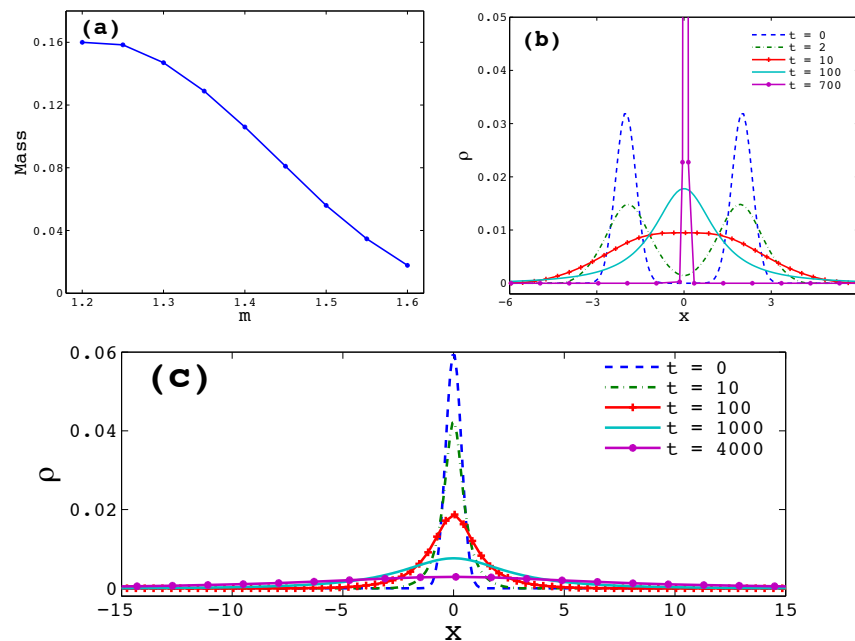 (a)
Mass
0.16
0.12
0.08
0.04
0
1.2 1.3 1.4 1.5 1.6
m
(b)
ρ
0.05
0.04
0.03
0.02
0.01
0
t = 0
t = 2
t = 10
t = 100
t = 700
−6 −3 0 3
x
(c)
ρ
0.06
0.04
0.02
0
t = 0
t = 10
t = 100
t = 1000
t = 4000
−15 −10 −5 0 5 10 15
x